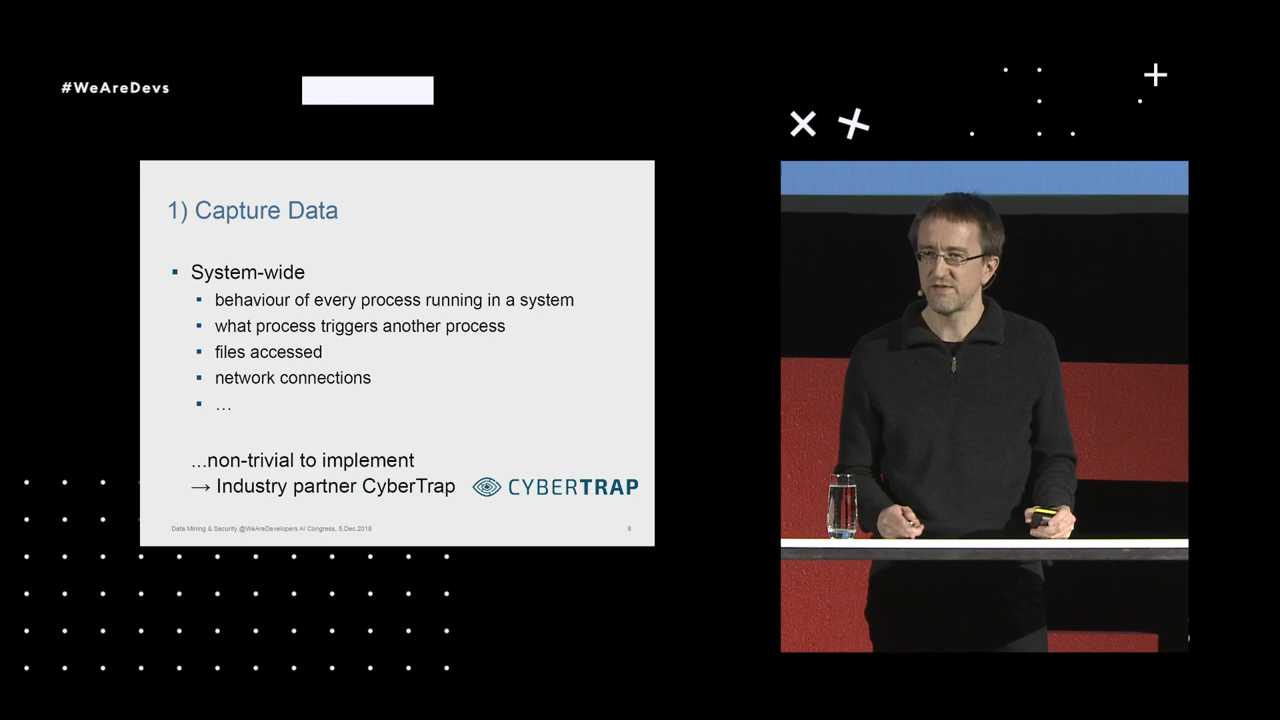 #WeAreDevs
1) Capture Data
System-wide
behaviour of every process running in a system
what process triggers another process
files accessed
network connections
…
...non-trivial to implement
→ Industry partner CyberTrap
CYBERTRAP
Data Mining & Security @WeAreDevelopers AI Congress, 5.Dec.2018
6